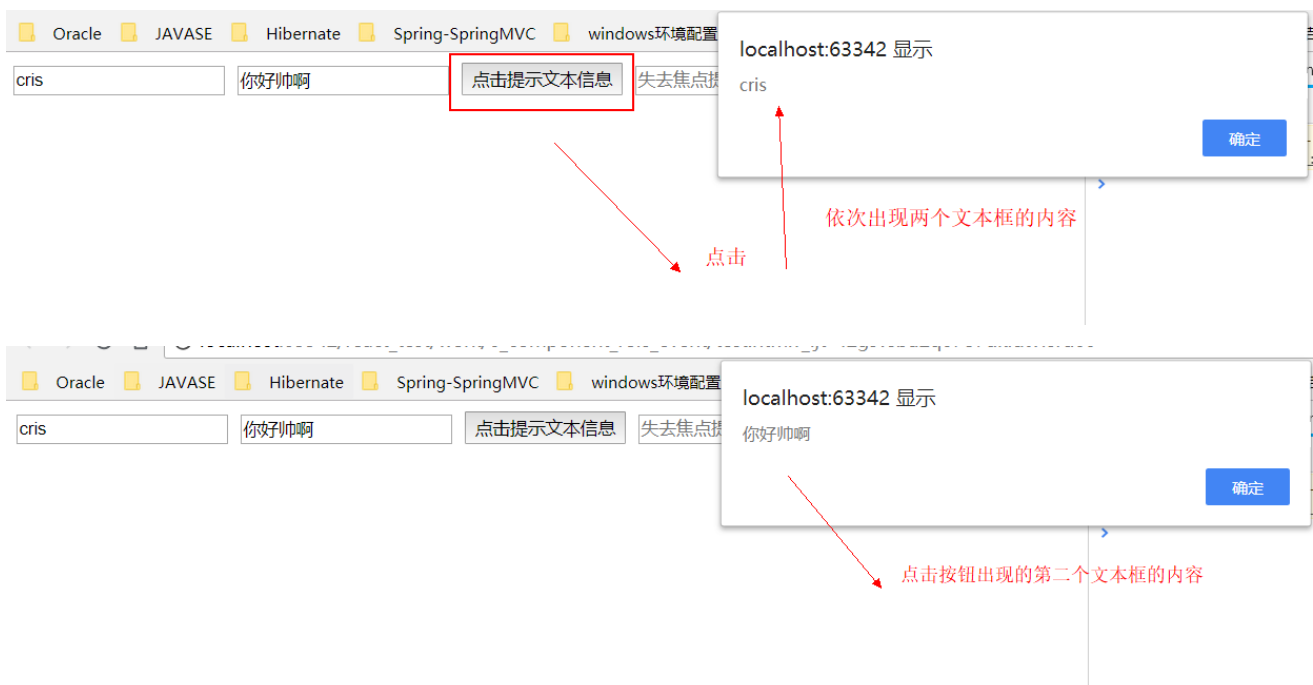 Oracle JAVASE Hibernate Spring-SpringMVC windows环境配置
localhost:63342 显示
cris 你好帅啊 点击提示文本信息 失去焦点提
cris
确定
依次出现两个文本框的内容
点击
Oracle JAVASE Hibernate Spring-SpringMVC windows环境配置
localhost:63342 显示
cris 你好帅啊 点击提示文本信息 失去焦点提
你好帅啊
确定
点击按钮出现的第二个文本框的内容